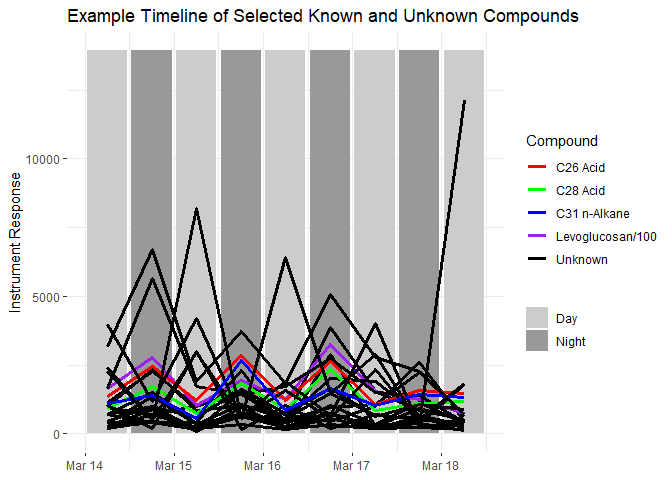 Example Timeline of Selected Known and Unknown Compounds
Instrument Response
10000
5000
0
Mar 14 Mar 15 Mar 16 Mar 17 Mar 18
Compound
C26 Acid
C28 Acid
C31 n-Alkane
Levoglucosan/100
Unknown
Day
Night